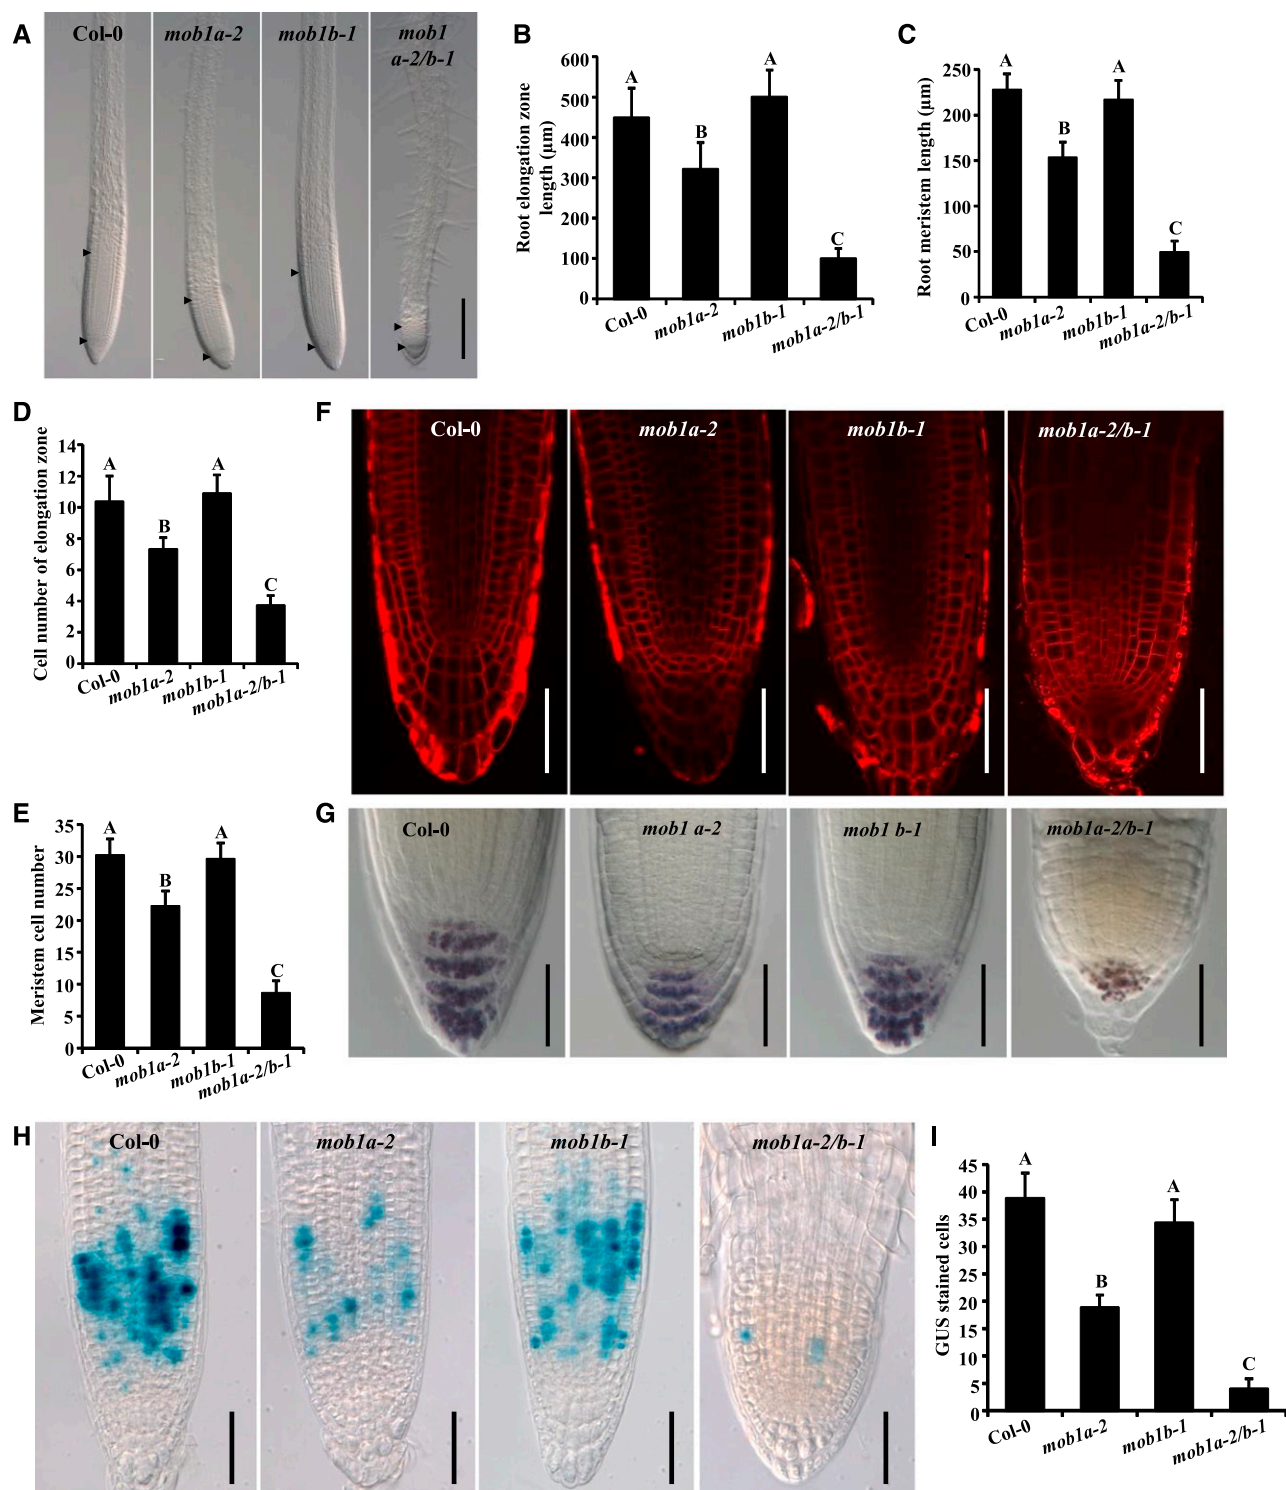 A
Col-0
mob1a-2
mob1b-1
mob1
a-2/b-1
B
Root elongation zone
length (µm)
600
500
400
300
200
100
0
A
B
A
C
Col-0
mob1a-2
mob1b-1
mob1a-2/b-1
C
Root meristem length (µm)
250
200
150
100
50
0
A
B
A
C
Col-0
mob1a-2
mob1b-1
mob1a-2/b-1
D
Cell number of elongation zone
14
12
10
8
6
4
2
0
A
B
A
C
Col-0
mob1a-2
mob1b-1
mob1a-2/b-1
F
Col-0
mob1a-2
mob1b-1
mob1a-2/b-1
E
Meristem cell number
35
30
25
20
15
10
5
0
A
B
A
C
Col-0
mob1a-2
mob1b-1
mob1a-2/b-1
G
Col-0
mob1 a-2
mob1 b-1
mob1a-2/b-1
H
Col-0
mob1a-2
mob1b-1
mob1a-2/b-1
I
GUS stained cells
45
40
35
30
25
20
15
10
5
0
A
B
A
C
Col-0
mob1a-2
mob1b-1
mob1a-2/b-1